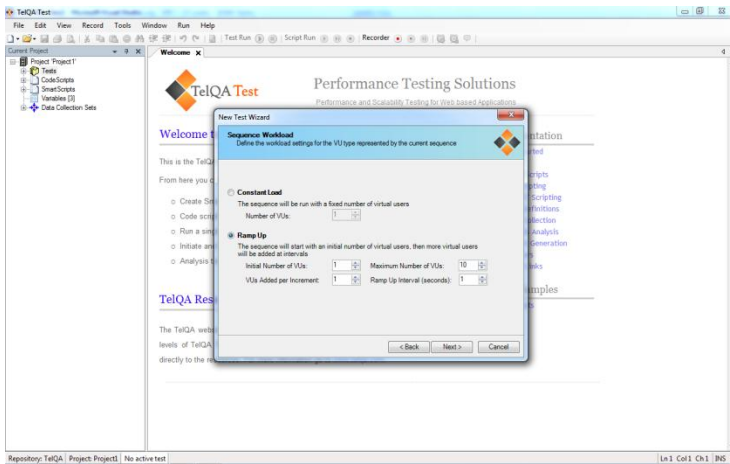 TelQA Test
File Edit View Record Tools Window Run Help
Test Run Script Run Recorder
Current Project
Project 'Project1'
Tests
CodeScripts
SmartScripts
Variables [3]
Data Collection Sets
Welcome
TelQA Test
Performance Testing Solutions
Performance and Scalability Testing for Web based Applications
Welcome t
This is the TelQA
From here you c
Create Sm
Code scrip
Run a simp
Initiate an
Analysis t
TelQA Res
The TelQA webs
levels of TelQA
directly to the re
New Test Wizard
Sequence Workload
Define the workload settings for the VU type represented by the current sequence
Constant Load
The sequence will be run with a fixed number of virtual users
Number of VUs: 1
Ramp Up
The sequence will start with an initial number of virtual users, then more virtual users
will be added at intervals
Initial Number of VUs: 1 Maximum Number of VUs: 10
VUs Added per Increment: 1 Ramp Up Interval (seconds): 1
< Back Next > Cancel
ntation
rted
cripts
pting
Scripting
finitions
llection
Analysis
Generation
s
inks
amples
ts
Repository: TelQA Project: Project1 No active test
Ln 1 Col 1 Ch 1 INS